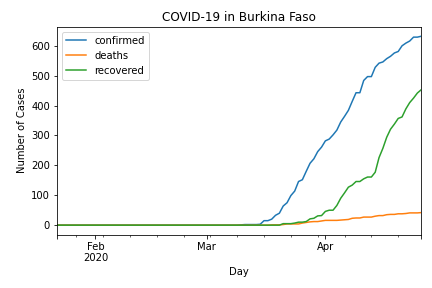 COVID-19 in Burkina Faso
confirmed
deaths
recovered
600
500
400
300
200
100
0
Number of Cases
Feb
2020
Mar
Apr
Day